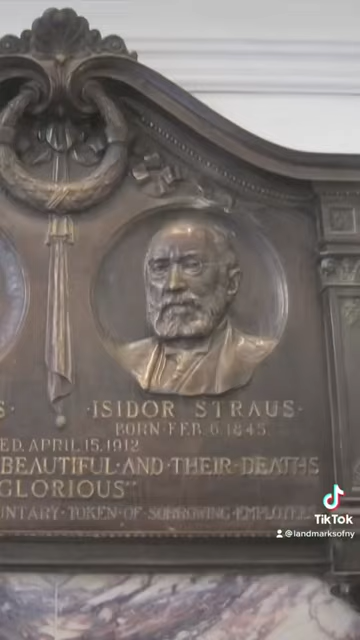 S·
·ISIDOR STRAUS·
BORN·FEB.6.1845.
ED. APRIL.15.1912
BEAUTIFUL·AND·THEIR·DEATHS
GLORIOUS"
UNTARY·TOKEN·OF·SORROWING·EMPLOYEE
TikTok
@landmarksofny